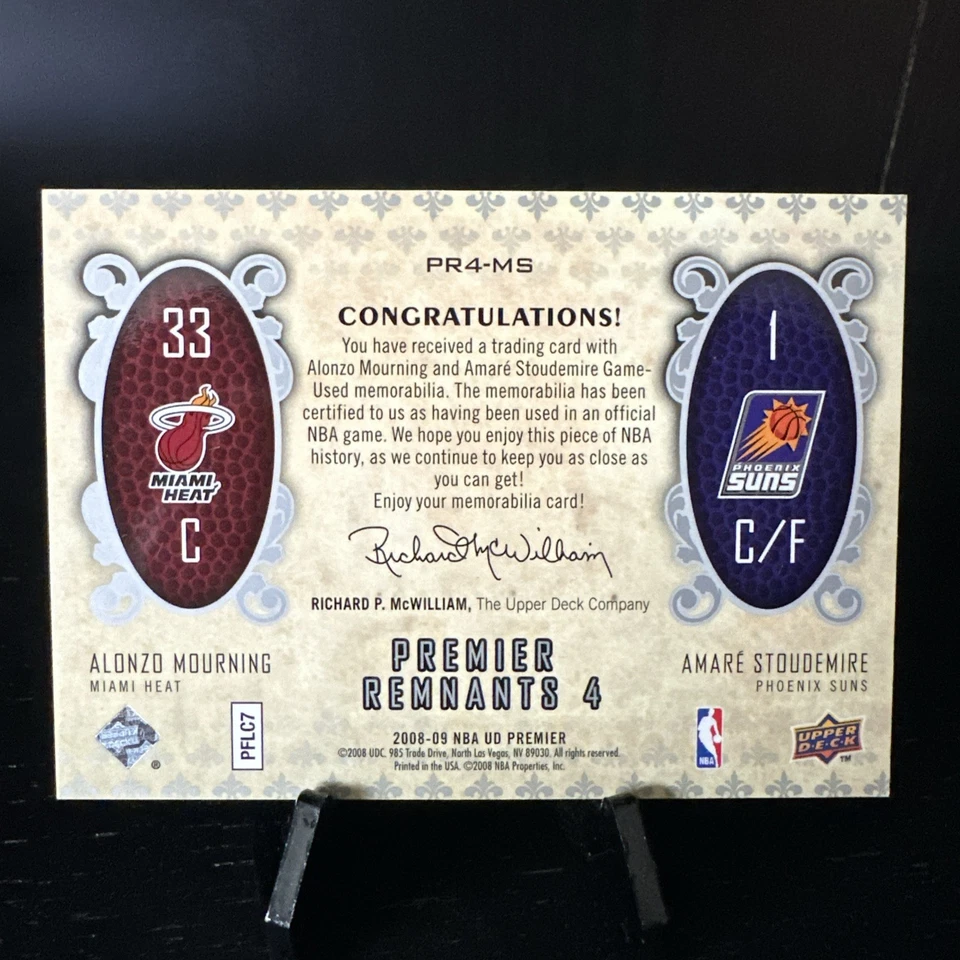 PR4-MS
33
MIAMI
HEAT
C
CONGRATULATIONS!
You have received a trading card with
Alonzo Mourning and Amaré Stoudemire Game-
Used memorabilia. The memorabilia has been
certified to us as having been used in an official
NBA game. We hope you enjoy this piece of NBA
history, as we continue to keep you as close as
you can get!
Enjoy your memorabilia card!
Richard McWilliam
RICHARD P. McWILLIAM, The Upper Deck Company
1
PHOENIX
SUNS
C/F
ALONZO MOURNING
MIAMI HEAT
PREMIER
REMNANTS 4
AMARÉ STOUDEMIRE
PHOENIX SUNS
®
PFLC7
2008-09 NBA UD PREMIER
©2008 UDC. 985 Trade Drive, North Las Vegas, NV 89030. All rights reserved.
Printed in the USA. ©2008 NBA Properties, Inc.
NBA
UPPER
D·E·C·K
TM